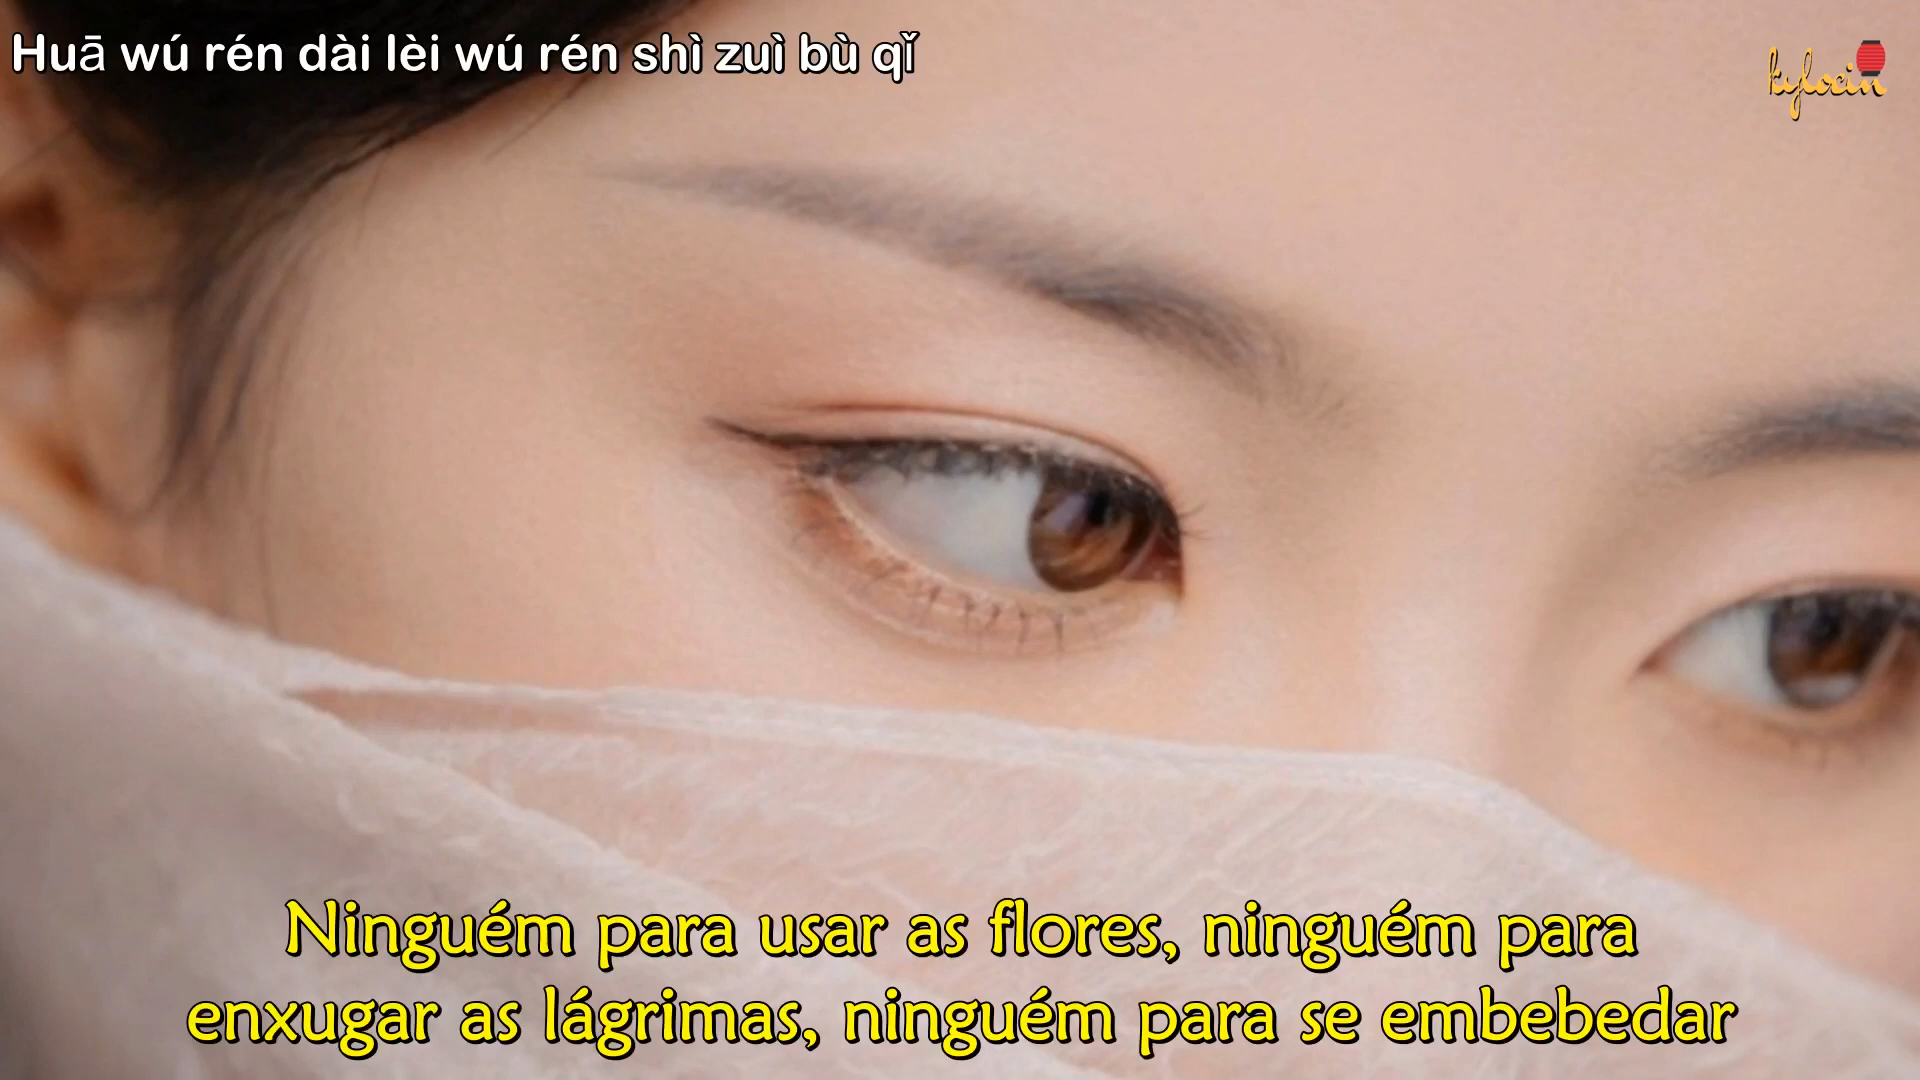 Huā wú rén dài lèi wú rén shì zuì bù qǐ
kylocin
Ninguém para usar as flores, ninguém para
enxugar as lágrimas, ninguém para se embebedar